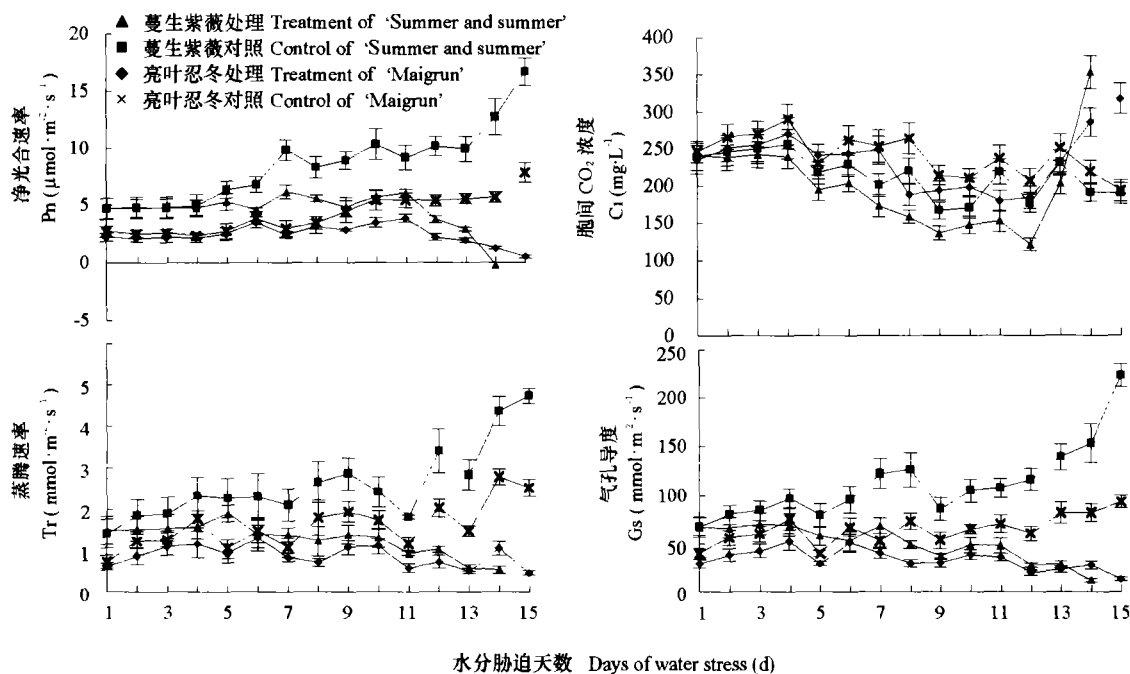 ▲ 蔓生紫薇处理 Treatment of 'Summer and summer'
■ 蔓生紫薇对照 Control of 'Summer and summer'
◆ 亮叶忍冬处理 Treatment of 'Maigrun'
× 亮叶忍冬对照 Control of 'Maigrun'
净光合速率
Pn (μmol·m⁻²·s⁻¹)
20
15
10
5
0
-5
胞间 CO₂ 浓度
Ci (mg·L⁻¹)
400
350
300
250
200
150
100
50
0
蒸腾速率
Tr (mmol·m⁻²·s⁻¹)
5
4
3
2
1
0
1 3 5 7 9 11 13 15
气孔导度
Gs (mmol·m⁻²·s⁻¹)
250
200
150
100
50
0
1 3 5 7 9 11 13 15
水分胁迫天数 Days of water stress (d)